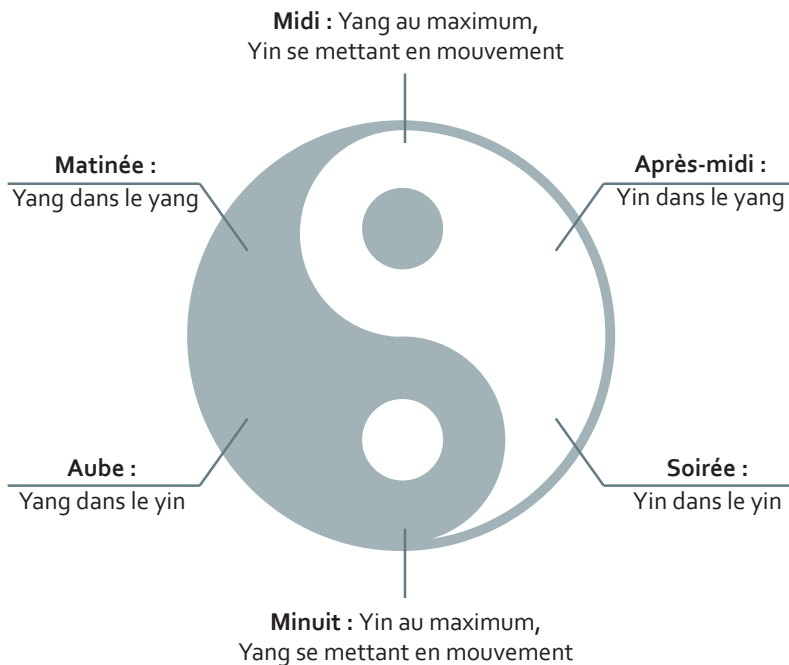 Midi : Yang au maximum,
Yin se mettant en mouvement
Matinée :
Yang dans le yang
Après-midi :
Yin dans le yang
Aube :
Yang dans le yin
Soirée :
Yin dans le yin
Minuit : Yin au maximum,
Yang se mettant en mouvement